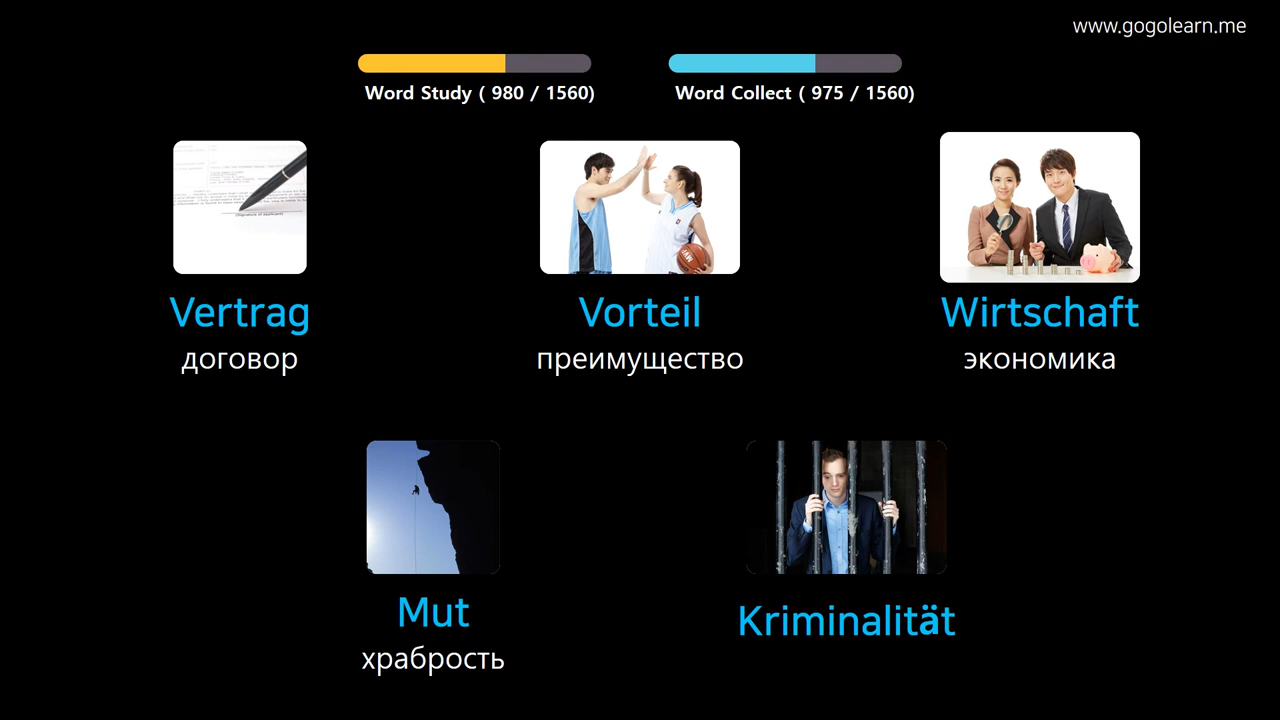 www.gogolearn.me
Word Study ( 980 / 1560)
Word Collect ( 975 / 1560)
Vertrag
договор
Vorteil
преимущество
Wirtschaft
экономика
Mut
храбрость
Kriminalität